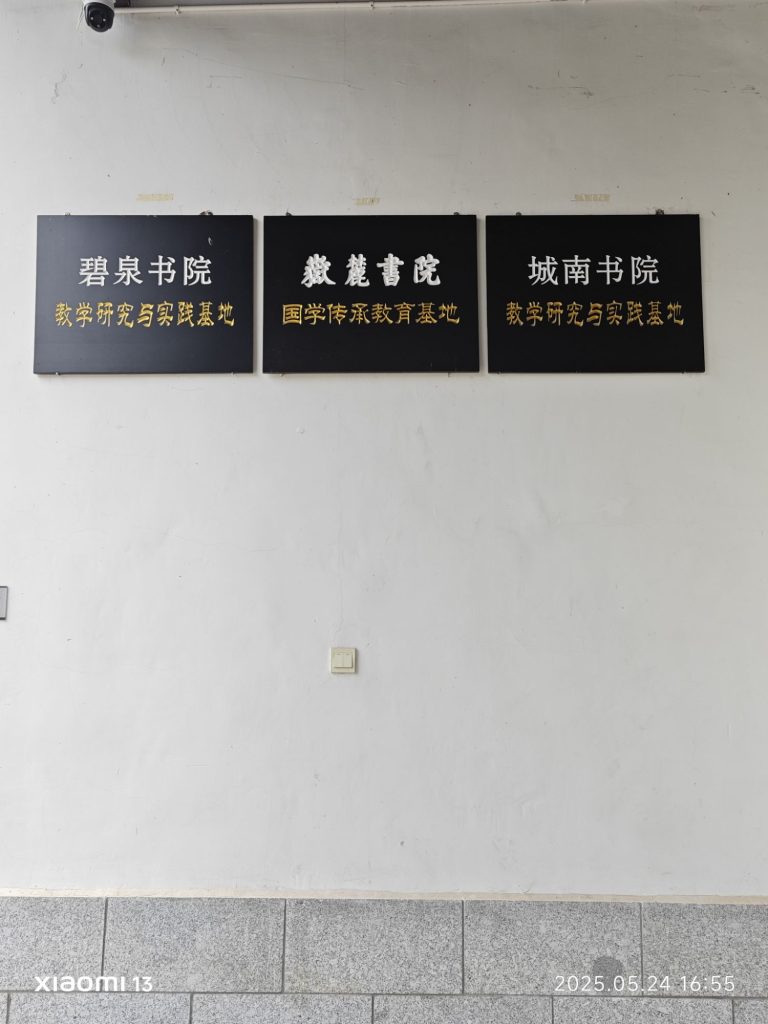 碧泉书院
教学研究与实践基地
嶽麓書院
国学传承教育基地
城南书院
教学研究与实践基地
xiaomi 13
2025.05.24 16:55